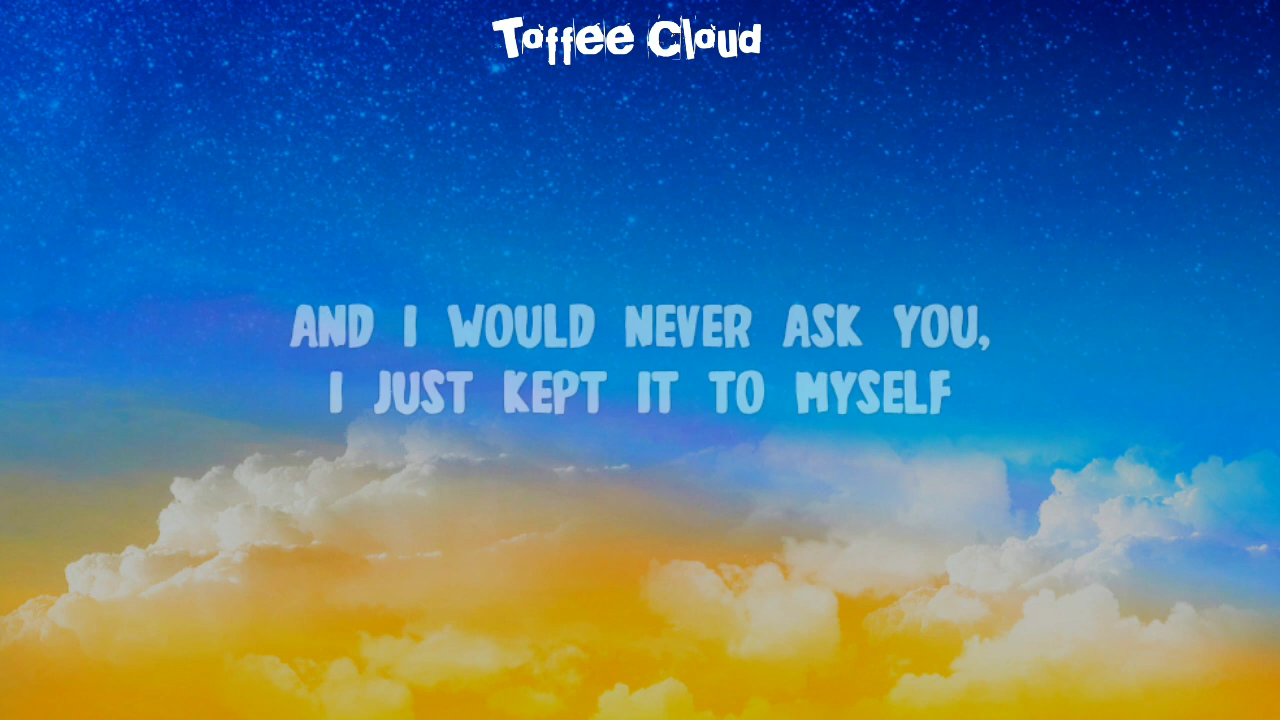 Toffee Cloud
AND I WOULD NEVER ASK YOU,
I JUST KEPT IT TO MYSELF